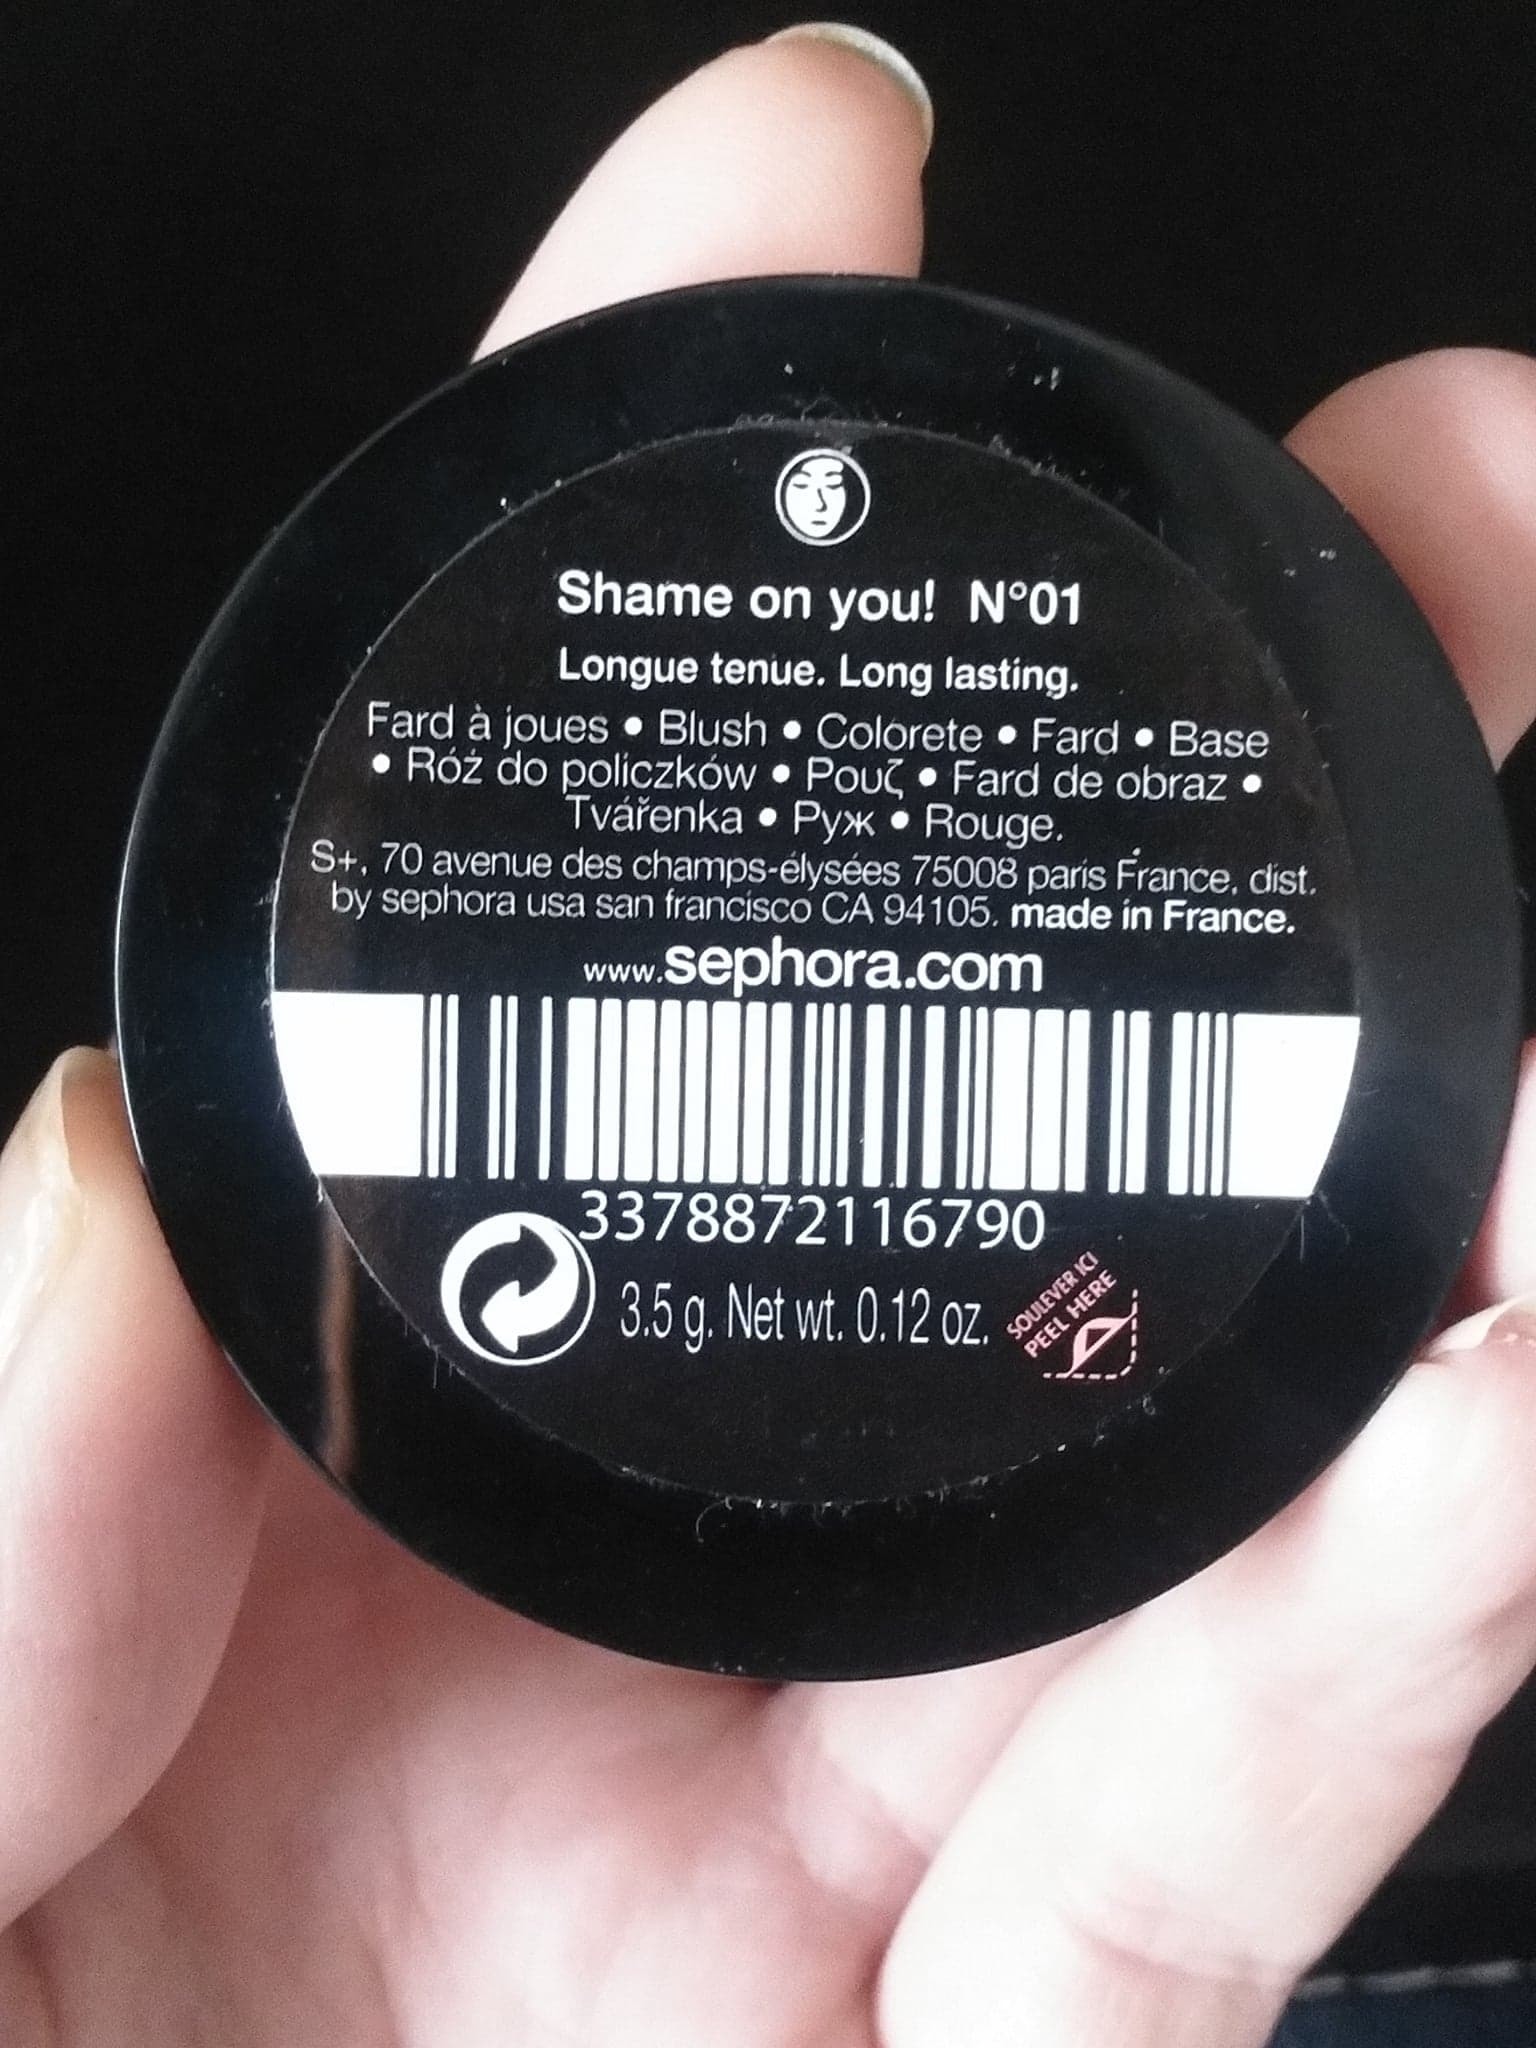 Shame on you! N°01
Longue tenue. Long lasting.
Fard à joues • Blush • Colorete • Fard • Base
• Róż do policzków • Ρουζ • Fard de obraz •
Tvářenka • Руж • Rouge.
S+, 70 avenue des champs-élysées 75008 paris France. dist.
by sephora usa san francisco CA 94105. made in France.
www.sephora.com
3378872116790
3.5 g. Net wt. 0.12 oz.
SOULEVER ICI
PEEL HERE